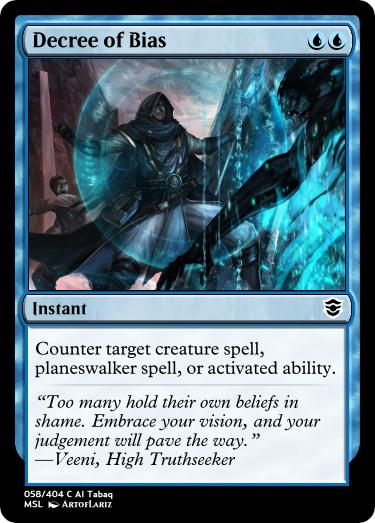 Decree of Bias
Instant
Counter target creature spell,
planeswalker spell, or activated ability.
“Too many hold their own beliefs in
shame. Embrace your vision, and your
judgement will pave the way.”
—Veeni, High Truthseeker
058/404 C Al Tabaq
MSL ArtofLariz